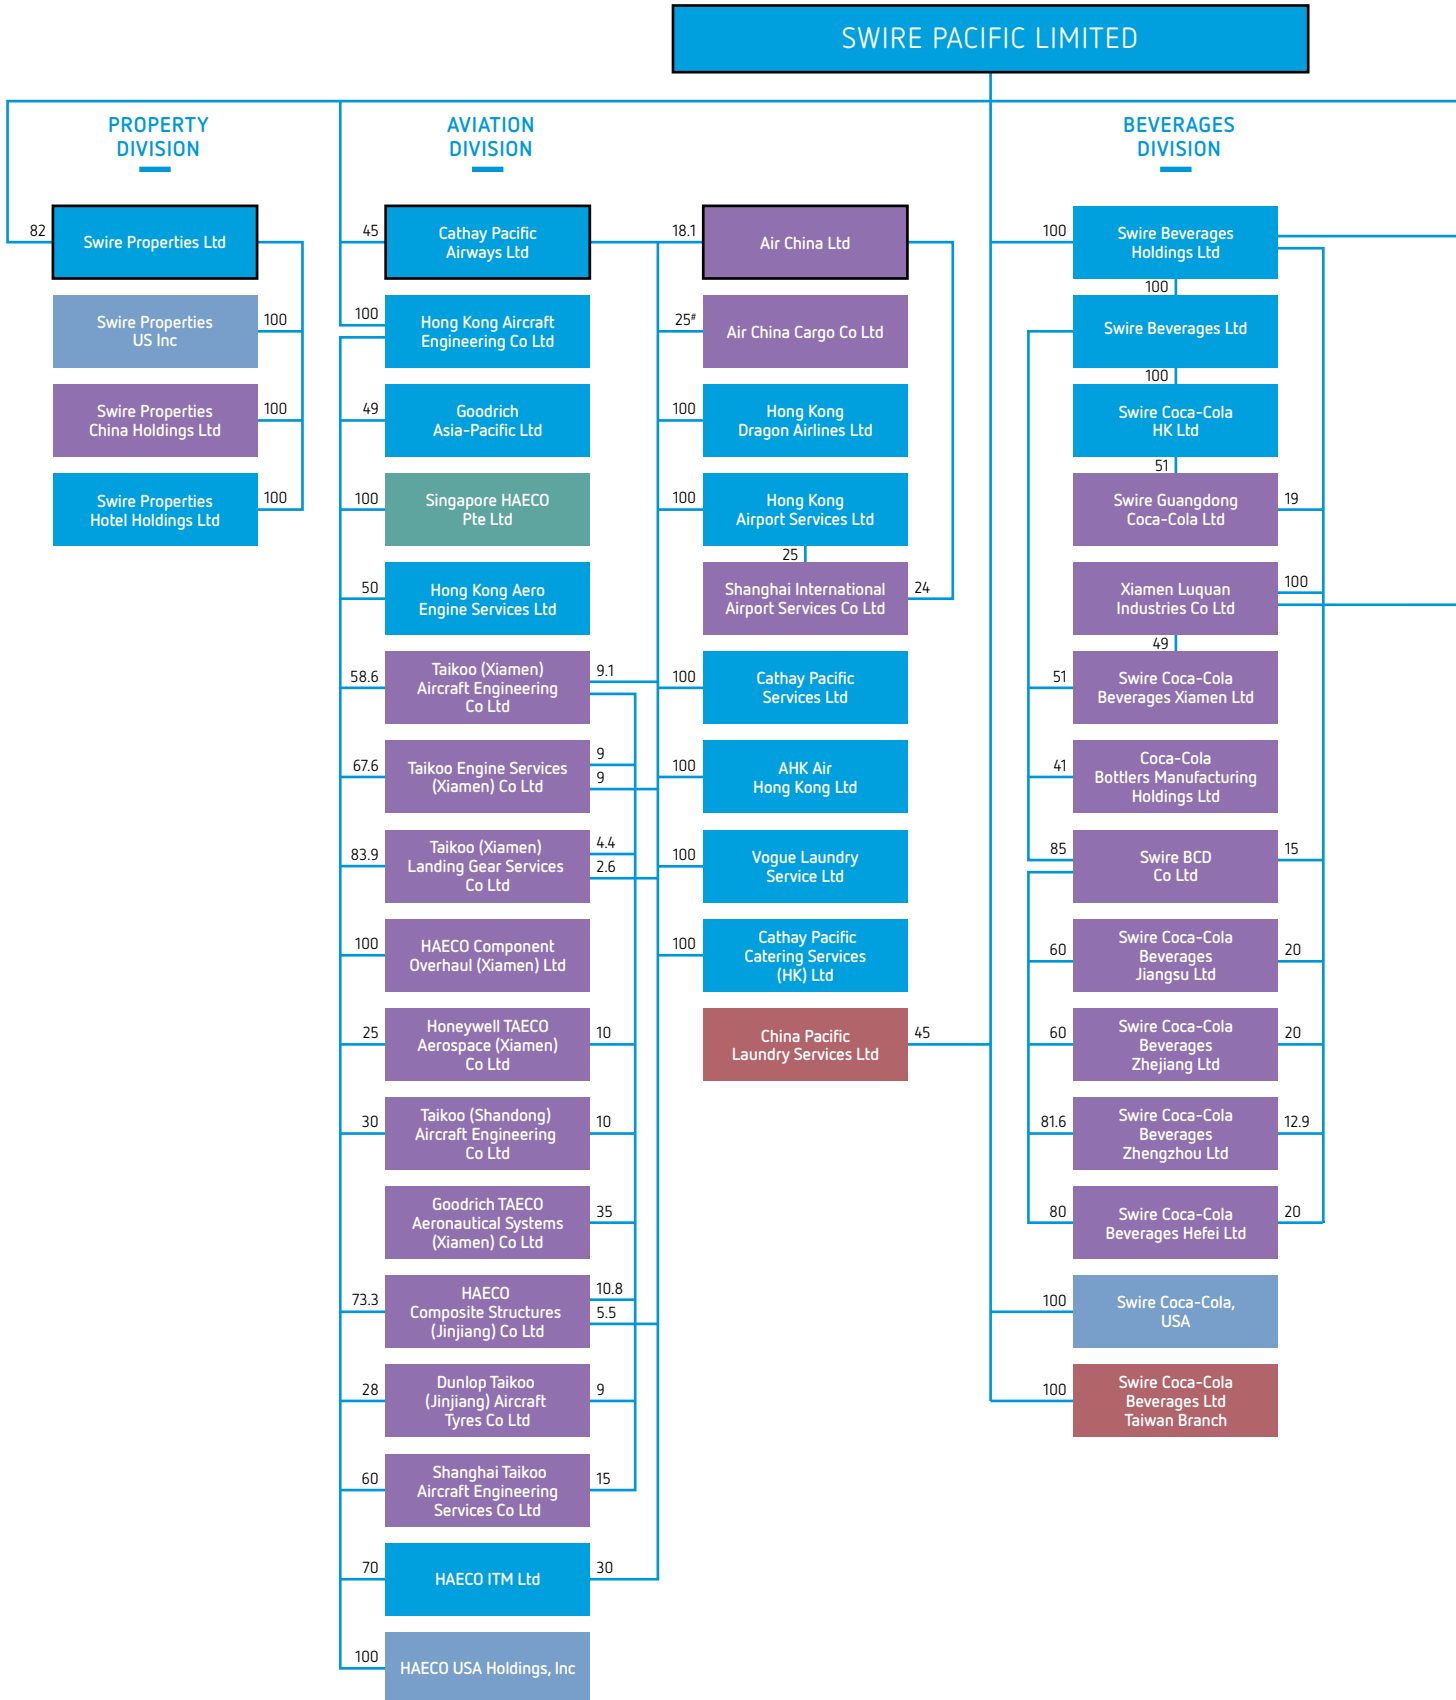 SWIRE PACIFIC LIMITED
PROPERTY
DIVISION
82
Swire Properties Ltd
Swire Properties
US Inc
100
Swire Properties
China Holdings Ltd
100
Swire Properties
Hotel Holdings Ltd
100
AVIATION
DIVISION
45
Cathay Pacific
Airways Ltd
100
Hong Kong Aircraft
Engineering Co Ltd
49
Goodrich
Asia-Pacific Ltd
100
Singapore HAECO
Pte Ltd
50
Hong Kong Aero
Engine Services Ltd
58.6
Taikoo (Xiamen)
Aircraft Engineering
Co Ltd
9.1
67.6
Taikoo Engine Services
(Xiamen) Co Ltd
9
9
83.9
Taikoo (Xiamen)
Landing Gear Services
Co Ltd
4.4
2.6
100
HAECO Component
Overhaul (Xiamen) Ltd
25
Honeywell TAECO
Aerospace (Xiamen)
Co Ltd
10
30
Taikoo (Shandong)
Aircraft Engineering
Co Ltd
10
Goodrich TAECO
Aeronautical Systems
(Xiamen) Co Ltd
35
73.3
HAECO
Composite Structures
(Jinjiang) Co Ltd
10.8
5.5
28
Dunlop Taikoo
(Jinjiang) Aircraft
Tyres Co Ltd
9
60
Shanghai Taikoo
Aircraft Engineering
Services Co Ltd
15
70
HAECO ITM Ltd
30
100
HAECO USA Holdings, Inc
18.1
Air China Ltd
25#
Air China Cargo Co Ltd
100
Hong Kong
Dragon Airlines Ltd
100
Hong Kong
Airport Services Ltd
25
Shanghai International
Airport Services Co Ltd
24
100
Cathay Pacific
Services Ltd
100
AHK Air
Hong Kong Ltd
100
Vogue Laundry
Service Ltd
100
Cathay Pacific
Catering Services
(HK) Ltd
China Pacific
Laundry Services Ltd
45
BEVERAGES
DIVISION
100
Swire Beverages
Holdings Ltd
100
Swire Beverages Ltd
100
Swire Coca-Cola
HK Ltd
51
Swire Guangdong
Coca-Cola Ltd
19
Xiamen Luquan
Industries Co Ltd
100
49
51
Swire Coca-Cola
Beverages Xiamen Ltd
41
Coca-Cola
Bottlers Manufacturing
Holdings Ltd
85
Swire BCD
Co Ltd
15
60
Swire Coca-Cola
Beverages
Jiangsu Ltd
20
60
Swire Coca-Cola
Beverages
Zhejiang Ltd
20
81.6
Swire Coca-Cola
Beverages
Zhengzhou Ltd
12.9
80
Swire Coca-Cola
Beverages Hefei Ltd
20
100
Swire Coca-Cola,
USA
100
Swire Coca-Cola
Beverages Ltd
Taiwan Branch